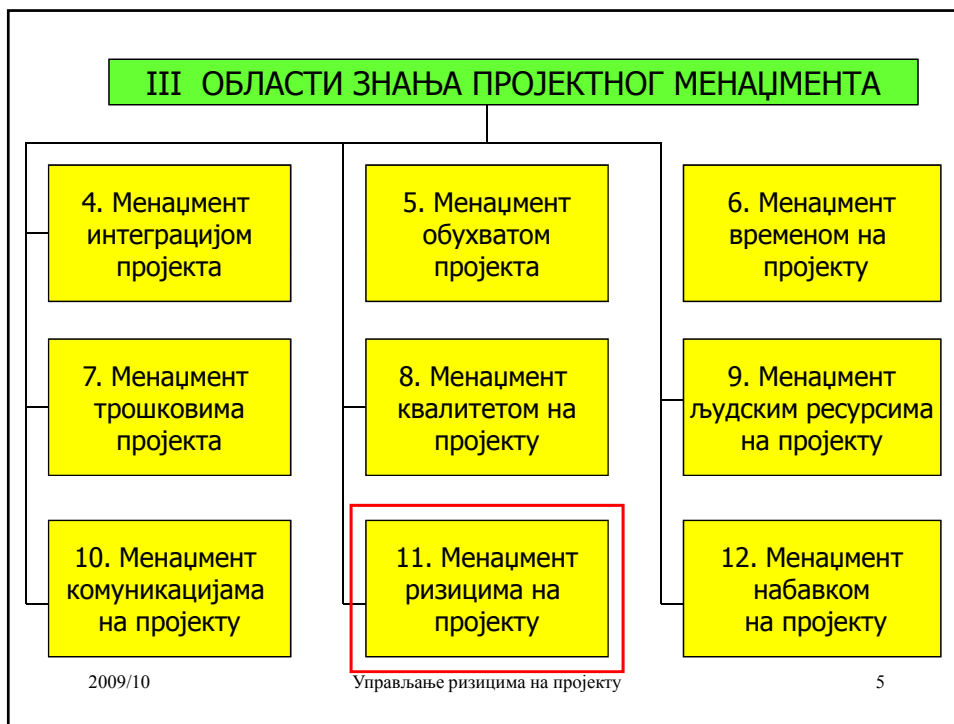 III ОБЛАСТИ ЗНАЊА ПРОЈЕКТНОГ МЕНАЏМЕНТА
4. Менаџмент
интеграцијом
пројекта
5. Менаџмент
обухватом
пројекта
6. Менаџмент
временом на
пројекту
7. Менаџмент
трошковима
пројекта
8. Менаџмент
квалитетом на
пројекту
9. Менаџмент
људским ресурсима
на пројекту
10. Менаџмент
комуникацијама
на пројекту
11. Менаџмент
ризицима на
пројекту
12. Менаџмент
набавком
на пројекту
2009/10
Управљање ризицима на пројекту
5